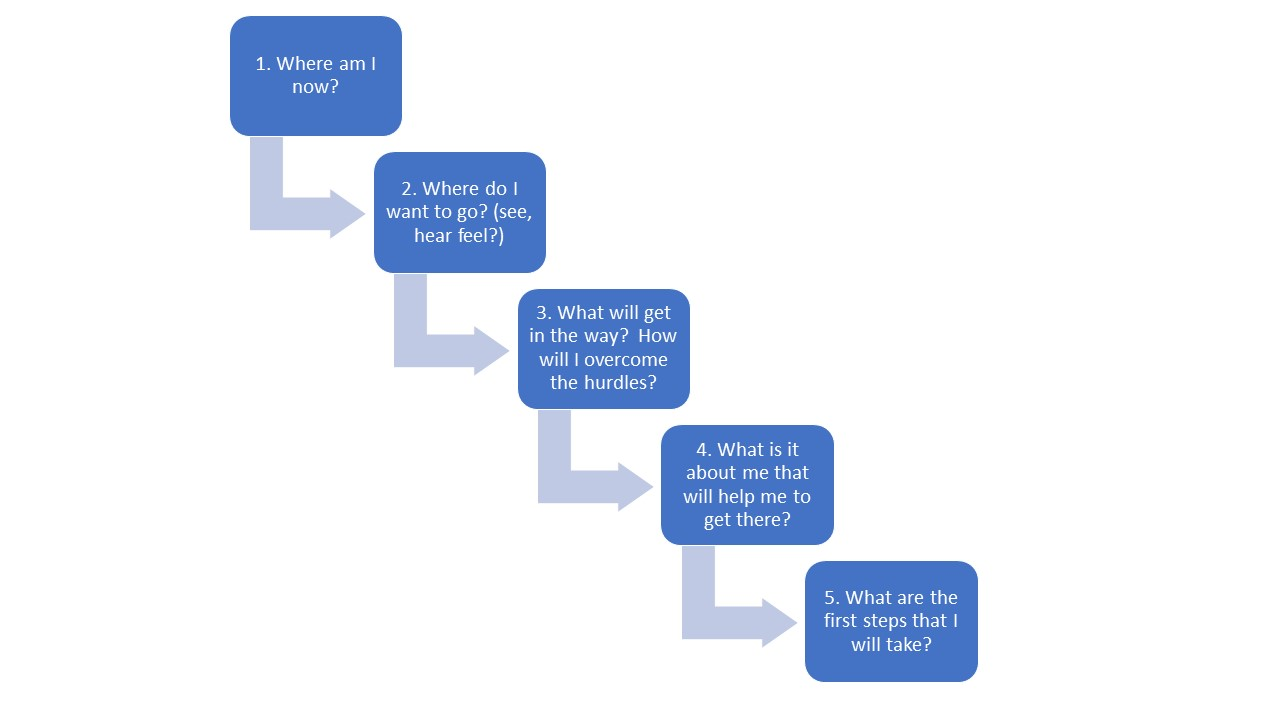 1. Where am I
now?
2. Where do I
want to go? (see,
hear feel?)
3. What will get
in the way?  How
will I overcome
the hurdles?
4. What is it
about me that
will help me to
get there?
5. What are the
first steps that I
will take?